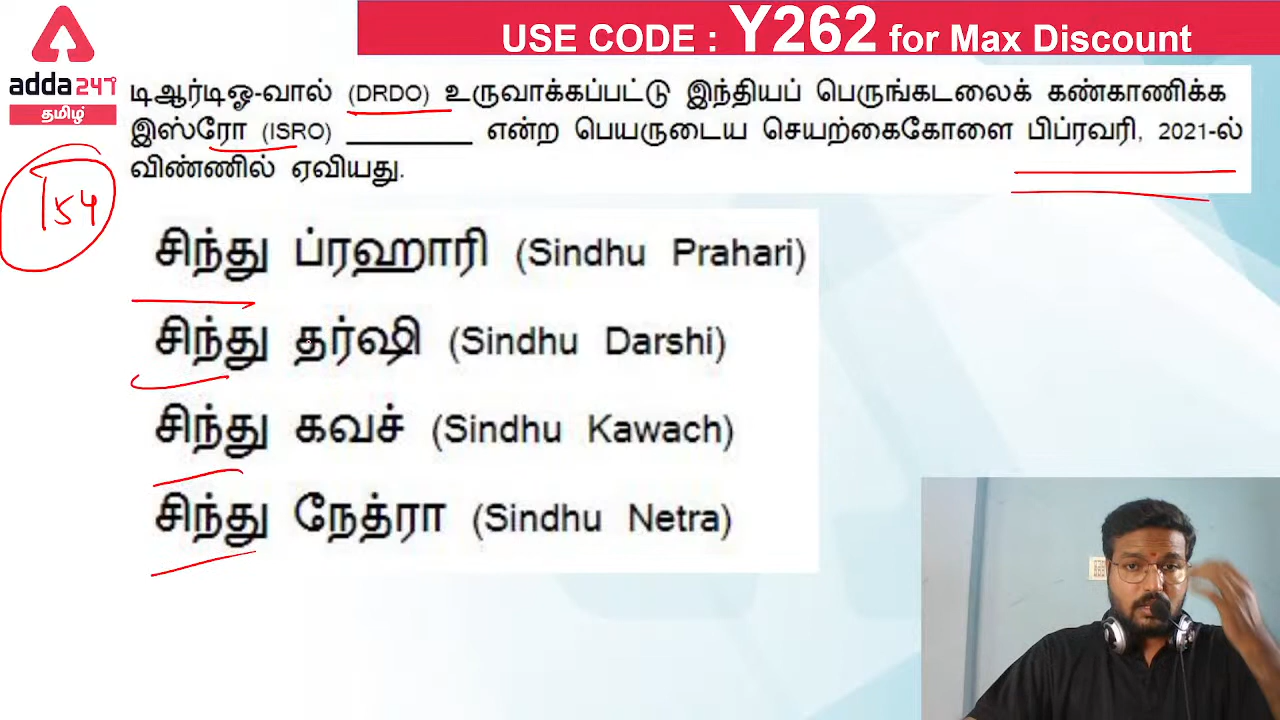 USE CODE : Y262 for Max Discount
adda247
தமிழ்
டிஆர்டிஓ-வால் (DRDO) உருவாக்கப்பட்டு இந்தியப் பெருங்கடலைக் கண்காணிக்க
இஸ்ரோ (ISRO) ________ என்ற பெயருடைய செயற்கைகோளை பிப்ரவரி, 2021-ல்
விண்ணில் ஏவியது.
154
சிந்து ப்ரஹாரி (Sindhu Prahari)
சிந்து தர்ஷி (Sindhu Darshi)
சிந்து கவச் (Sindhu Kawach)
சிந்து நேத்ரா (Sindhu Netra)